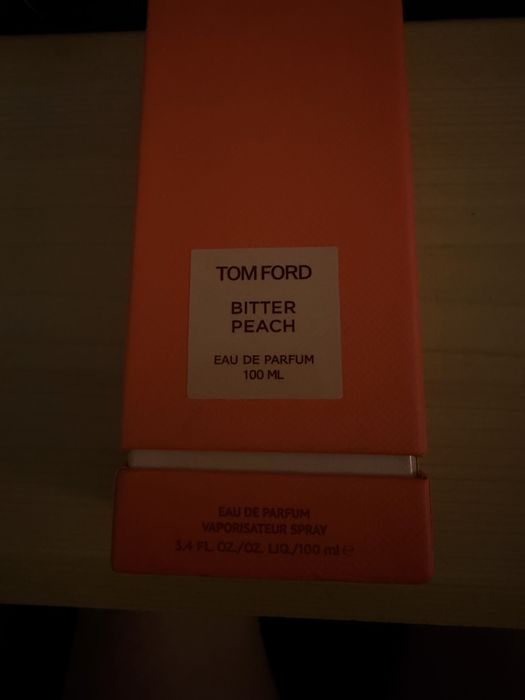 TOM FORD
BITTER
PEACH
EAU DE PARFUM
100 ML
EAU DE PARFUM
VAPORISATEUR SPRAY
3.4 FL. OZ./OZ. LIQ./100 ml ℮